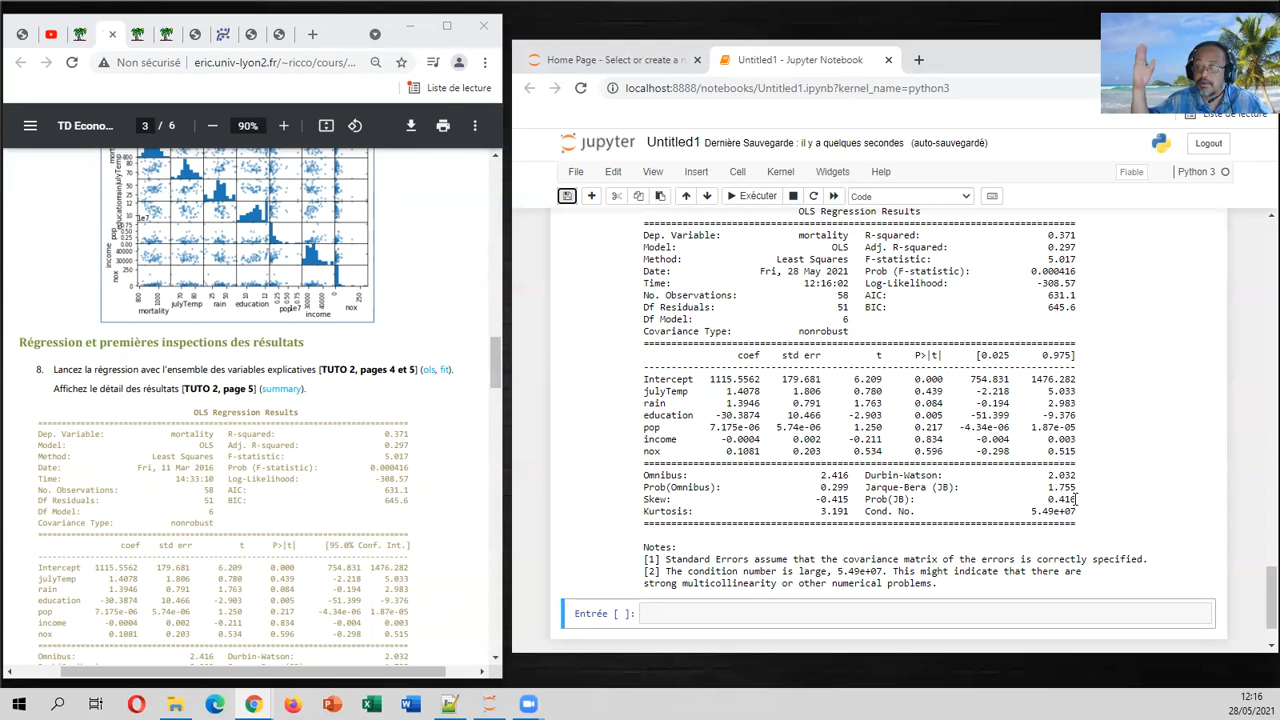 Non sécurisé
eric.univ-lyon2.fr/~ricco/cours/...
Liste de lecture
TD Econo...
3 / 6
90%
mortality
julyTemp
rain
education
income
nox
Régression et premières inspections des résultats
8. Lancez la régression avec l'ensemble des variables explicatives [TUTO 2, pages 4 et 5] (ols, fit).
Affichez le détail des résultats [TUTO 2, page 5] (summary).
OLS Regression Results
Dep. Variable: mortality R-squared: 0.371
Model: OLS Adj. R-squared: 0.297
Method: Least Squares F-statistic: 5.017
Date: Fri, 11 Mar 2016 Prob (F-statistic): 0.000416
Time: 14:33:10 Log-Likelihood: -308.57
No. Observations: 58 AIC: 631.1
Df Residuals: 51 BIC: 645.6
Df Model: 6
Covariance Type: nonrobust
coef std err t P>|t| [95.0% Conf. Int.]
Intercept 1115.5562 179.681 6.209 0.000 754.831 1476.282
julyTemp 1.4078 1.806 0.780 0.439 -2.218 5.033
rain 1.3946 0.791 1.763 0.084 -0.194 2.983
education -30.3874 10.466 -2.903 0.005 -51.399 -9.376
pop 7.175e-06 5.74e-06 1.250 0.217 -4.34e-06 1.87e-05
income -0.0004 0.002 -0.211 0.834 -0.004 0.003
nox 0.1081 0.203 0.534 0.596 -0.298 0.515
Omnibus: 2.416 Durbin-Watson: 2.032
Home Page - Select or create a n
Untitled1 - Jupyter Notebook
localhost:8888/notebooks/Untitled1.ipynb?kernel_name=python3
Liste de lecture
jupyter Untitled1 Dernière Sauvegarde : il y a quelques secondes (auto-sauvegardé)
Logout
File Edit View Insert Cell Kernel Widgets Help
Fiable Python 3
Exécuter
Code
OLS Regression Results
Dep. Variable: mortality R-squared: 0.371
Model: OLS Adj. R-squared: 0.297
Method: Least Squares F-statistic: 5.017
Date: Fri, 28 May 2021 Prob (F-statistic): 0.000416
Time: 12:16:02 Log-Likelihood: -308.57
No. Observations: 58 AIC: 631.1
Df Residuals: 51 BIC: 645.6
Df Model: 6
Covariance Type: nonrobust
coef std err t P>|t| [0.025 0.975]
Intercept 1115.5562 179.681 6.209 0.000 754.831 1476.282
julyTemp 1.4078 1.806 0.780 0.439 -2.218 5.033
rain 1.3946 0.791 1.763 0.084 -0.194 2.983
education -30.3874 10.466 -2.903 0.005 -51.399 -9.376
pop 7.175e-06 5.74e-06 1.250 0.217 -4.34e-06 1.87e-05
income -0.0004 0.002 -0.211 0.834 -0.004 0.003
nox 0.1081 0.203 0.534 0.596 -0.298 0.515
Omnibus: 2.416 Durbin-Watson: 2.032
Prob(Omnibus): 0.299 Jarque-Bera (JB): 1.755
Skew: -0.415 Prob(JB): 0.416
Kurtosis: 3.191 Cond. No. 5.49e+07
Notes:
[1] Standard Errors assume that the covariance matrix of the errors is correctly specified.
[2] The condition number is large, 5.49e+07. This might indicate that there are
strong multicollinearity or other numerical problems.
Entrée [ ]:
12:16
28/05/2021